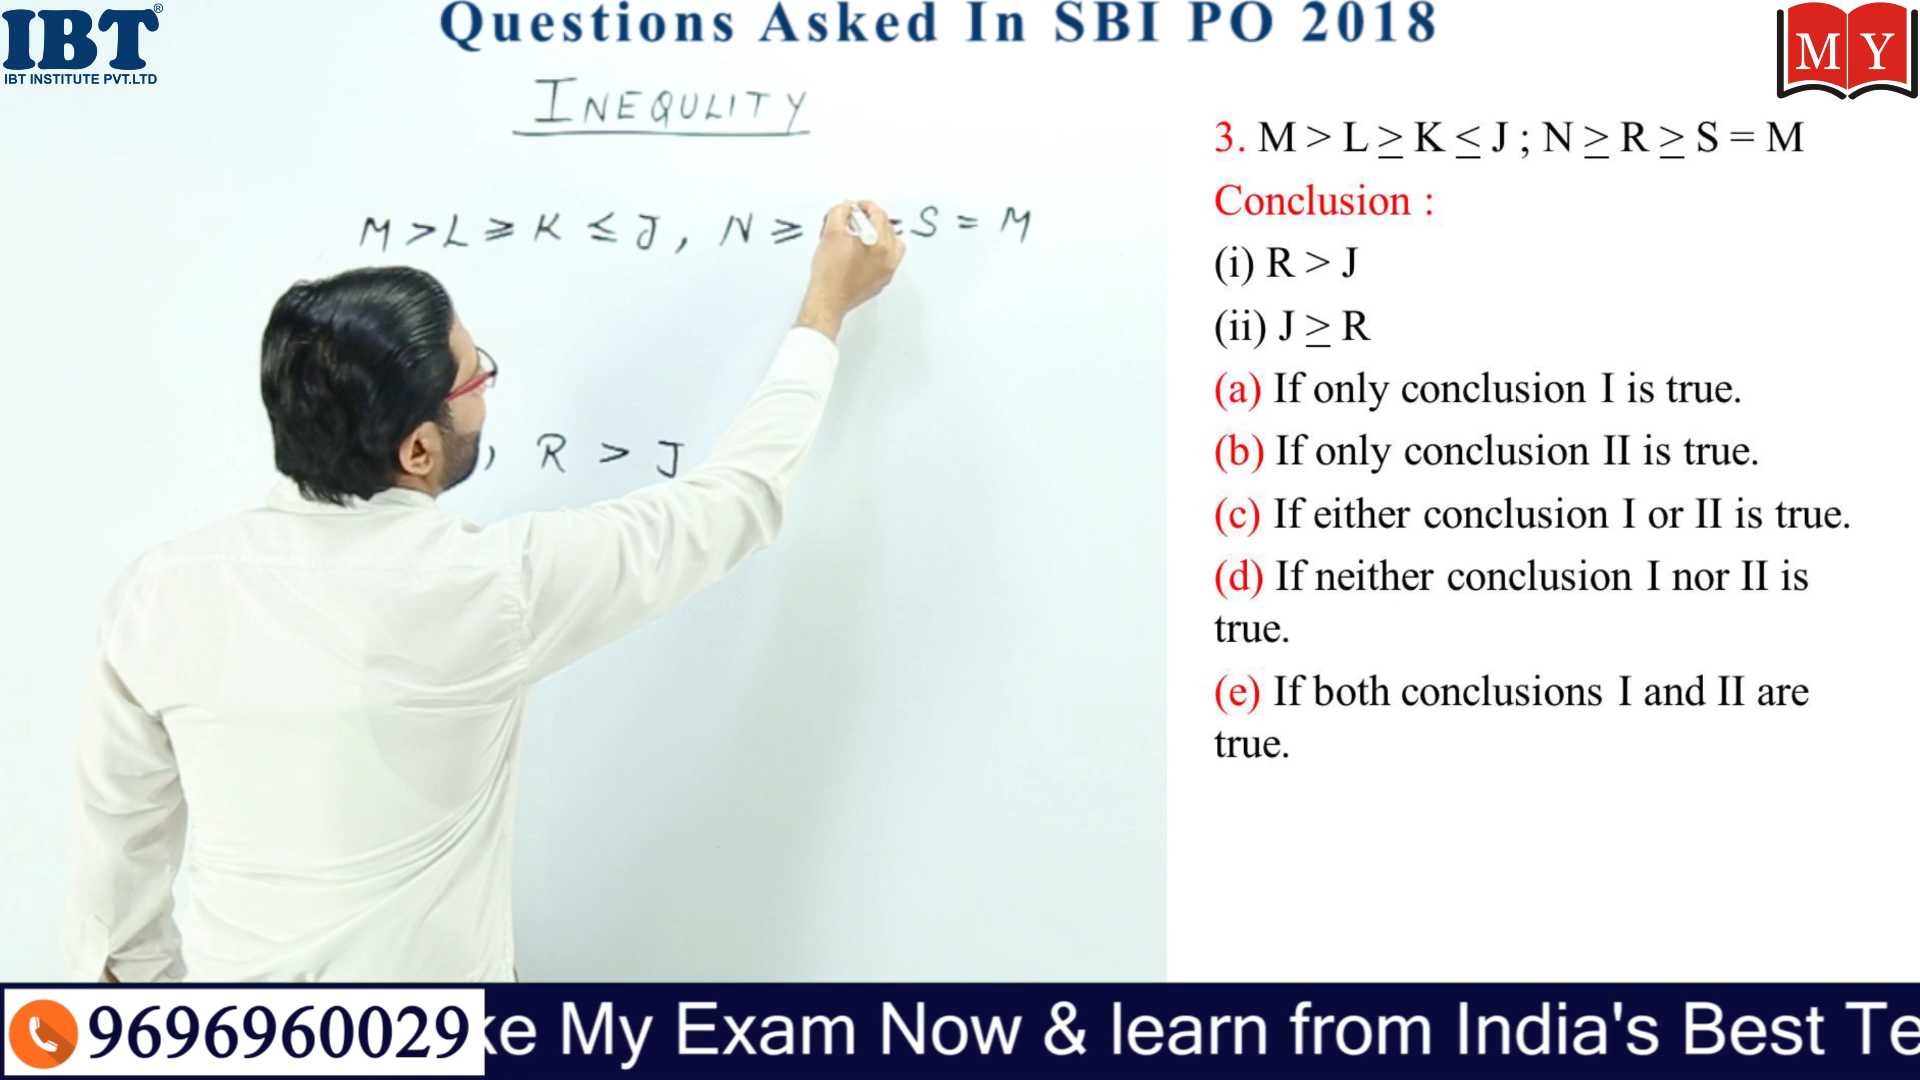 Questions Asked In SBI PO 2018
IBT®
IBT INSTITUTE PVT.LTD
MY
INEQULITY
M > L ≥ K ≤ J , N ≥ S = M
R > J
3. M > L ≥ K ≤ J ; N ≥ R ≥ S = M
Conclusion :
(i) R > J
(ii) J ≥ R
(a) If only conclusion I is true.
(b) If only conclusion II is true.
(c) If either conclusion I or II is true.
(d) If neither conclusion I nor II is
true.
(e) If both conclusions I and II are
true.
9696960029
ke My Exam Now & learn from India's Best Te